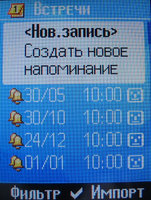 Встречи
<Нов.запись>
Создать новое
напоминание
30/05 10:00
30/10 10:00
24/12 10:00
01/01 10:00
Фильтр Импорт